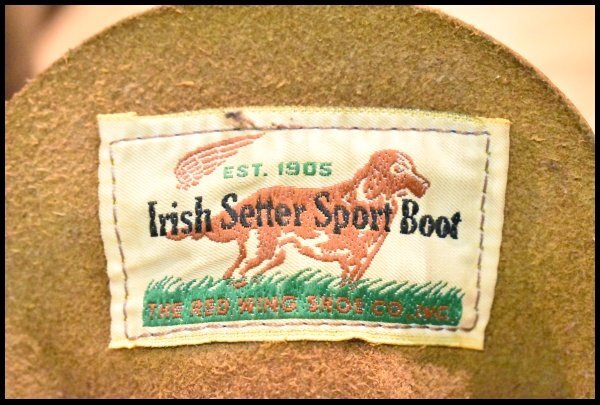 EST. 1905
Irish Setter Sport Boot
THE RED WING SHOE CO., INC.